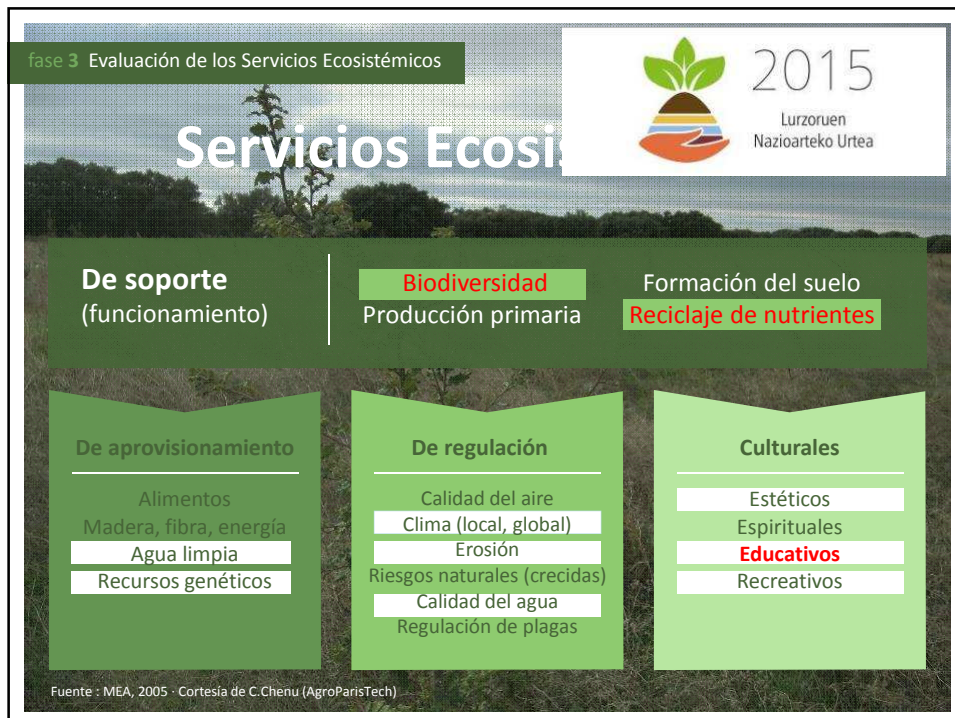 fase 3 Evaluación de los Servicios Ecosistémicos
2015
Lurzoruen
Nazioarteko Urtea
Servicios
De soporte
(funcionamiento)
Biodiversidad
Producción primaria
Formación del suelo
Reciclaje de nutrientes
De aprovisionamiento
Alimentos
Madera, fibra, energía
Agua limpia
Recursos genéticos
De regulación
Calidad del aire
Clima (local, global)
Erosión
Riesgos naturales (crecidas)
Calidad del agua
Regulación de plagas
Culturales
Estéticos
Espirituales
Educativos
Recreativos
Fuente : MEA, 2005 · Cortesía de C.Chenu (AgroParisTech)